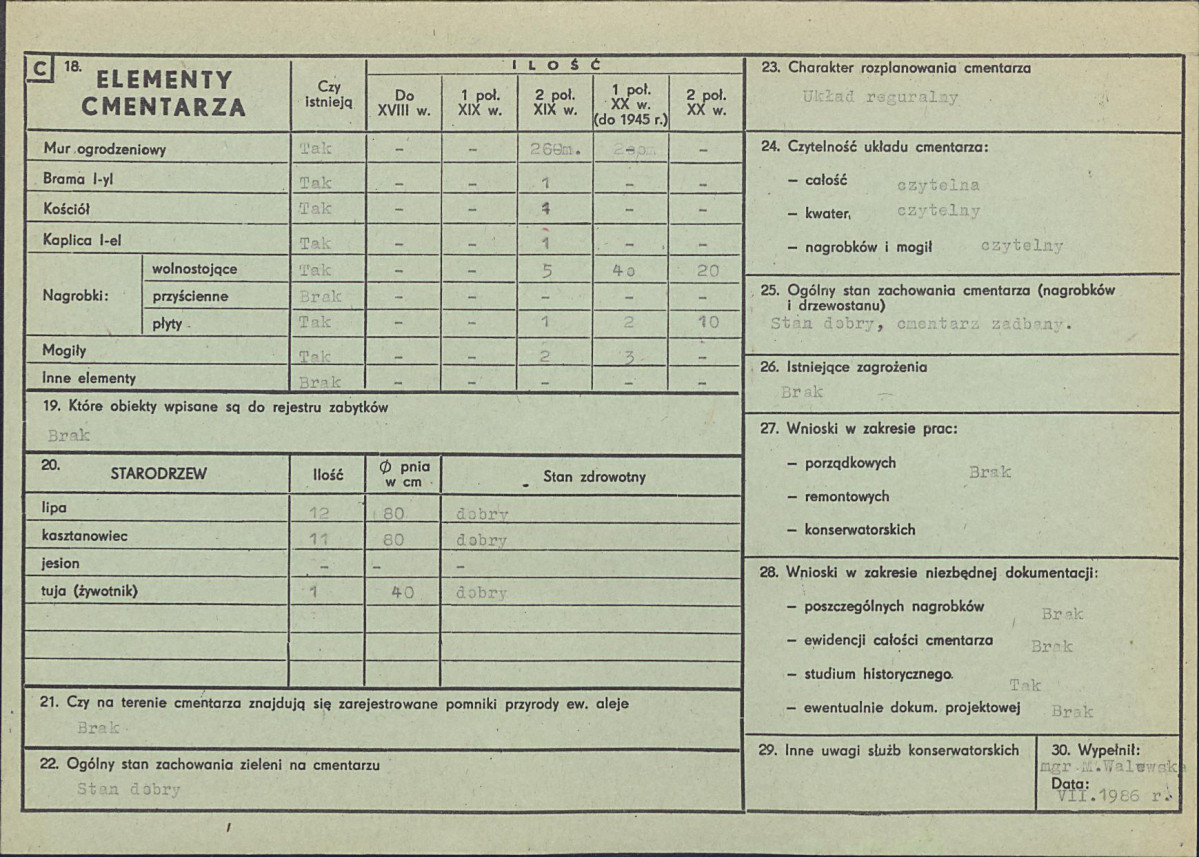 C 18. ELEMENTY CMENTARZA
Czy istnieją
I L O Ś Ć
Do XVIII w.
1 poł. XIX w.
2 poł. XIX w.
1 poł. XX w. (do 1945 r.)
2 poł. XX w.
Mur ogrodzeniowy Tak – – 260m. –
Brama I-yl Tak – – 1 – –
Kościół Tak – – 1 – –
Kaplica I-el Tak – – 1 – –
Nagrobki:
wolnostojące Tak – – 5 40 20
przyścienne Brak – – – – –
płyty Tak – – 1 2 10
Mogiły Tak – – 2 3 –
Inne elementy Brak – – – – –
19. Które obiekty wpisane są do rejestru zabytków
Brak
20. STARODRZEW Ilość Ø pnia w cm Stan zdrowotny
lipa 12 80 dobry
kasztanowiec 11 80 dobry
jesion – – –
tuja (żywotnik) 1 40 dobry
21. Czy na terenie cmentarza znajdują się zarejestrowane pomniki przyrody ew. aleje
Brak
22. Ogólny stan zachowania zieleni na cmentarzu
Stan dobry
23. Charakter rozplanowania cmentarza
Układ reguralny
24. Czytelność układu cmentarza:
– całość czytelna
– kwater, czytelny
– nagrobków i mogił czytelny
25. Ogólny stan zachowania cmentarza (nagrobków
i drzewostanu)
Stan dobry, cmentarz zadbany.
26. Istniejące zagrożenia
Brak –
27. Wnioski w zakresie prac:
– porządkowych Brak
– remontowych
– konserwatorskich
28. Wnioski w zakresie niezbędnej dokumentacji:
– poszczególnych nagrobków Brak
– ewidencji całości cmentarza Brak
– studium historycznego Tak
– ewentualnie dokum. projektowej Brak
29. Inne uwagi służb konserwatorskich
30. Wypełnił:
mgr M.Walewska
Data:
VII.1986 r.